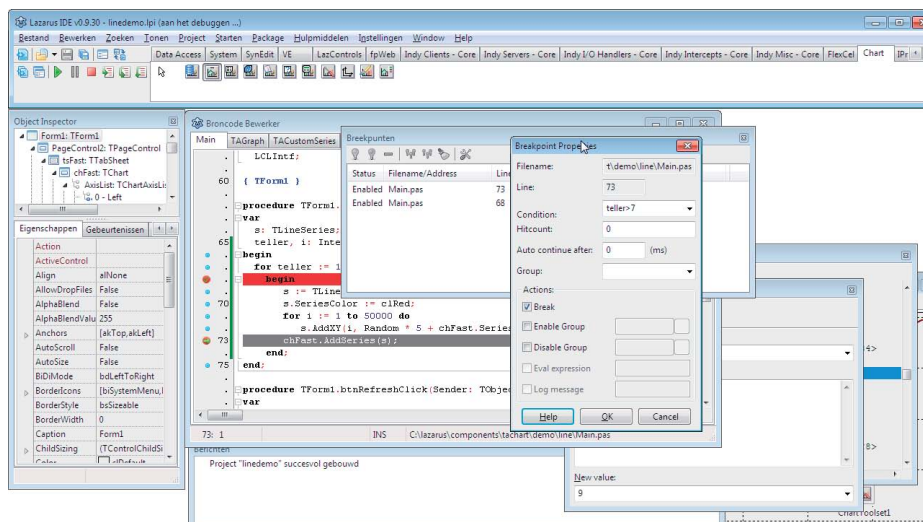 Lazarus IDE v0.9.30 - linedemo.lpi (aan het debuggen ...)
Bestand Bewerken Zoeken Tonen Project Starten Package Hulpmiddelen Instellingen Window Help
Data Access System SynEdit VE LazControls fpWeb Indy Clients - Core Indy Servers - Core Indy I/O Handlers - Core Indy Intercepts - Core Indy Misc - Core FlexCel Chart IPr
Object Inspector
Form1: TForm1
PageControl2: TPageControl
tsFast: TTabSheet
chFast: TChart
AxisList: TChartAxisLis
0 - Left
Eigenschappen Gebeurtenissen
Action
ActiveControl
Align alNone
AllowDropFiles False
AlphaBlend False
AlphaBlendValu 255
Anchors [akTop,akLeft]
AutoScroll False
AutoSize False
BiDiMode bdLeftToRight
BorderIcons [biSystemMenu,
BorderStyle bsSizeable
BorderWidth 0
Caption Form1
ChildSizing (TControlChildSi
Color clDefault
Broncode Bewerker
Main TAGraph TACustomSeries
LCLIntf;
60 { TForm1 }
procedure TForm1.
var
s: TLineSeries;
65 teller, i: Inte
begin
for teller := 1
begin
s := TLine
70 s.SeriesColor := clRed;
for i := 1 to 50000 do
s.AddXY(i, Random * 5 + chFast.Serie
73 chFast.AddSeries(s);
end;
75 end;
procedure TForm1.btnRefreshClick(Sender: TObjec
var
73: 1 INS C:\lazarus\components\tachart\demo\line\Main.pas
Breekpunten
Status Filename/Address Line
Enabled Main.pas 73
Enabled Main.pas 68
Breakpoint Properties
Filename: t\demo\line\Main.pas
Line: 73
Condition: teller>7
Hitcount: 0
Auto continue after: 0 (ms)
Group:
Actions:
Break
Enable Group
Disable Group
Eval expression
Log message
Help OK Cancel
4>
8>
Berichten
Project "linedemo" succesvol gebouwd
New value:
9
ChartToolset1